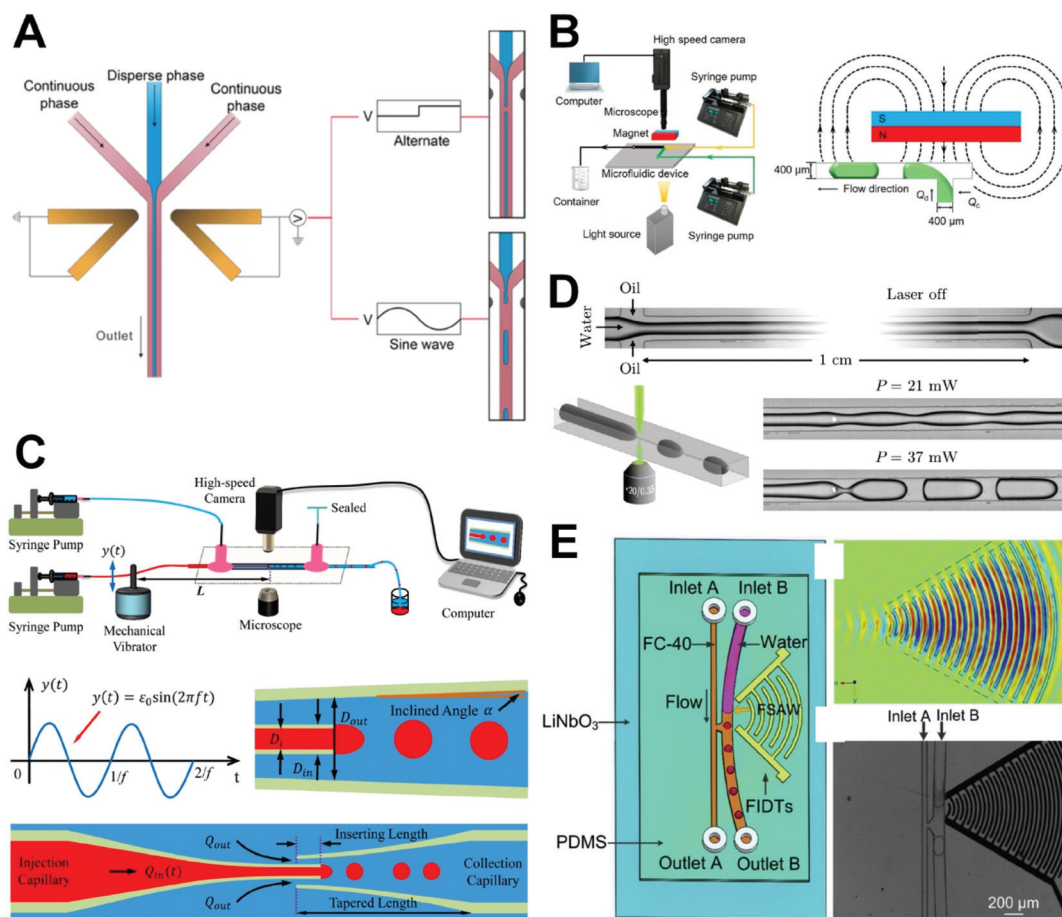 A
Continuous
phase
Disperse phase
Continuous
phase
V
V
Alternate
V
Sine wave
Outlet
B
High speed
camera
Computer
Microscope
Magnet
Syringe pump
Microfluidic device
Container
Light source
Syringe pump
S
N
400 μm
Flow direction
Qd
Qc
400 μm
C
Syringe Pump
Syringe Pump
y(t)
Mechanical
Vibrator
L
High-speed
Camera
Sealed
Microscope
Computer
y(t)
y(t) = ε0sin(2πft)
0
1/f
2/f
t
Di
Din
Dout
Inclined Angle α
Injection
Capillary
Qin(t)
Qout
Qout
Inserting Length
Tapered Length
Collection
Capillary
D
Oil
Laser off
Water
Oil
1 cm
×20/0.35
P = 21 mW
P = 37 mW
E
Inlet A
Inlet B
FC-40
Water
Flow
FSAW
LiNbO3
FIDTs
PDMS
Outlet A
Outlet B
Inlet A
Inlet B
200 μm